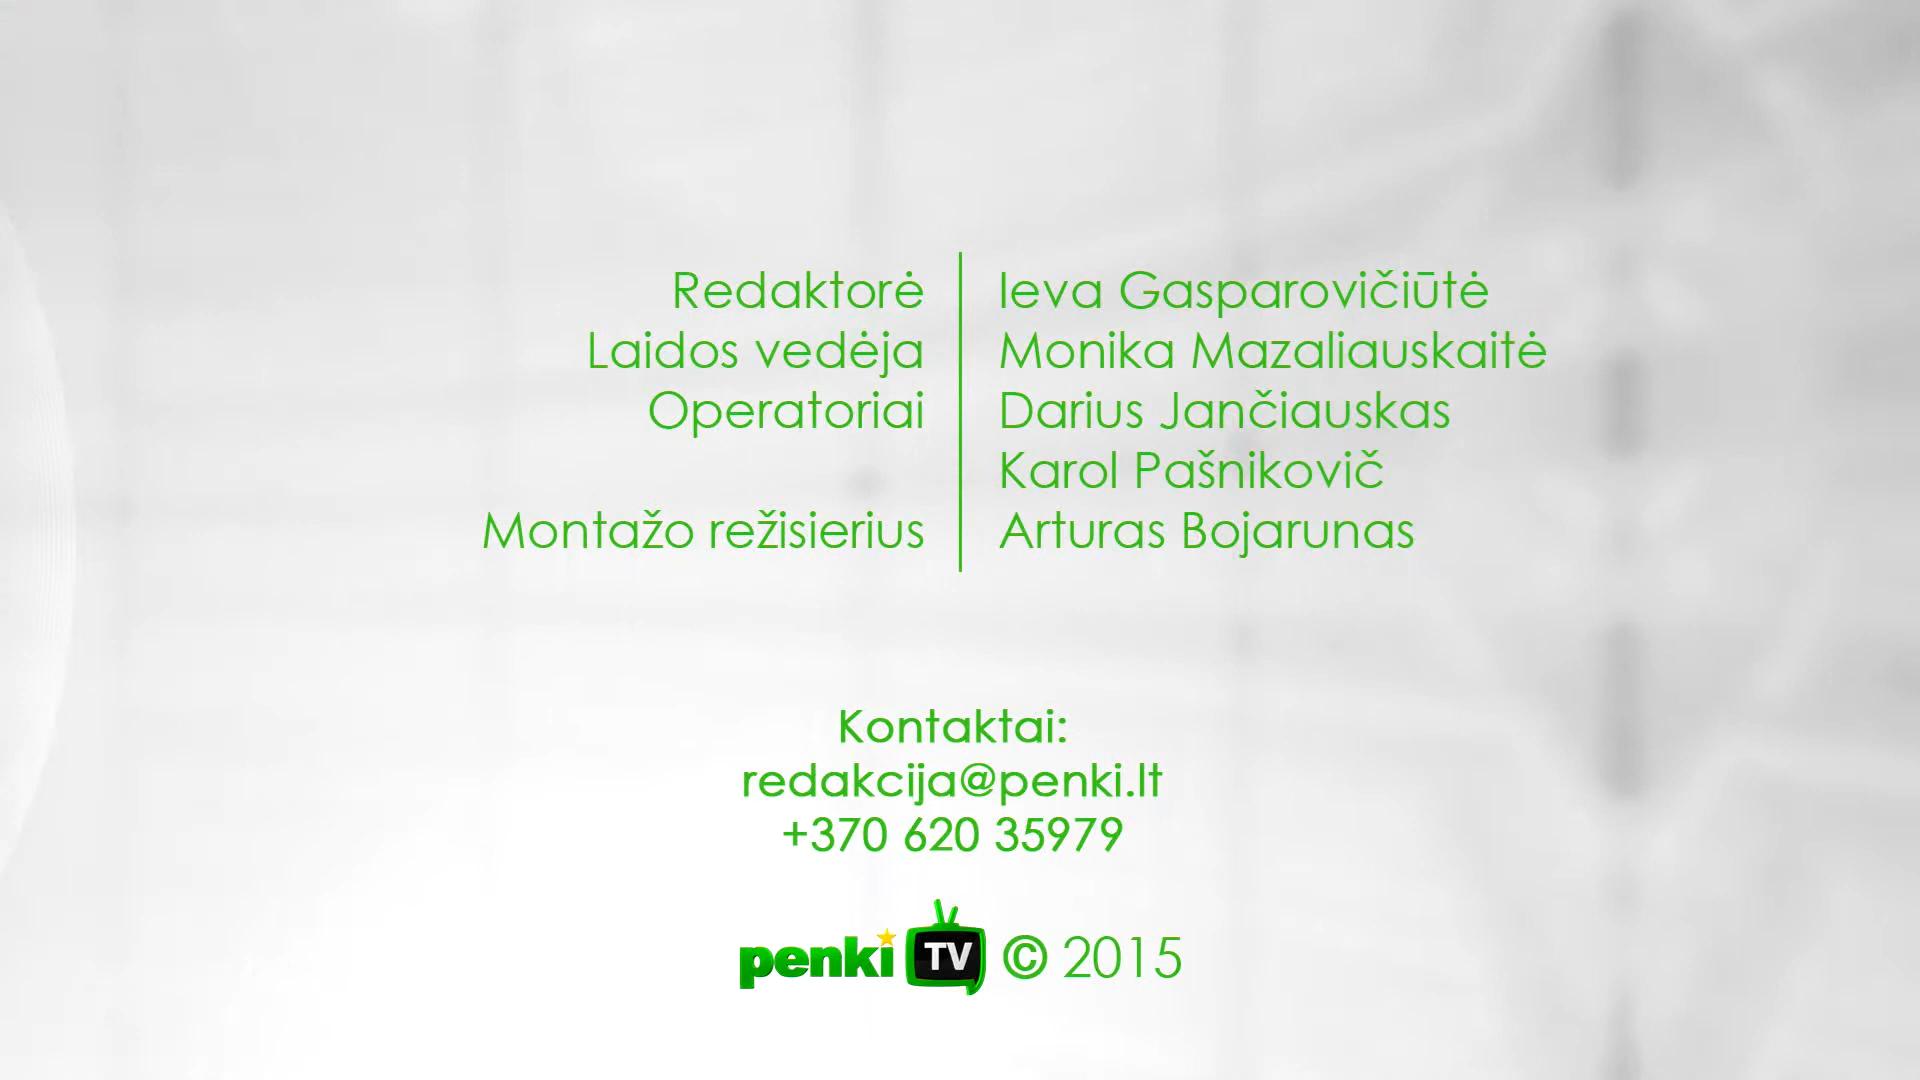 Redaktorė Ieva Gasparovičiūtė
Laidos vedėja Monika Mazaliauskaitė
Operatoriai Darius Jančiauskas
Karol Pašnikovič
Montažo režisierius Arturas Bojarunas
Kontaktai:
redakcija@penki.lt
+370 620 35979
penki TV © 2015